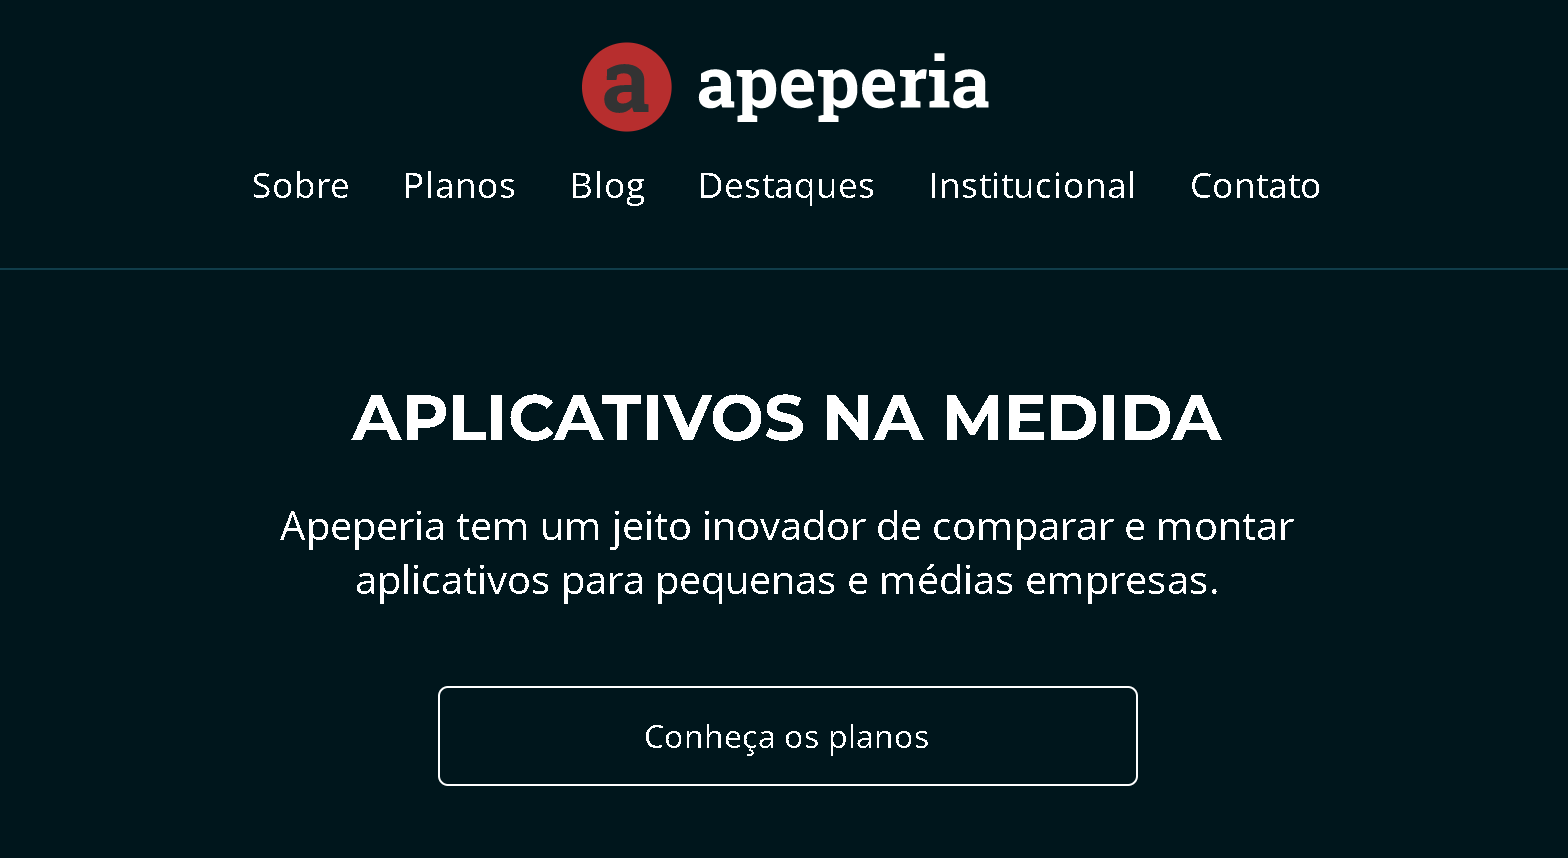 a apeperia
Sobre Planos Blog Destaques Institucional Contato
APLICATIVOS NA MEDIDA
Apeperia tem um jeito inovador de comparar e montar
aplicativos para pequenas e médias empresas.
Conheça os planos